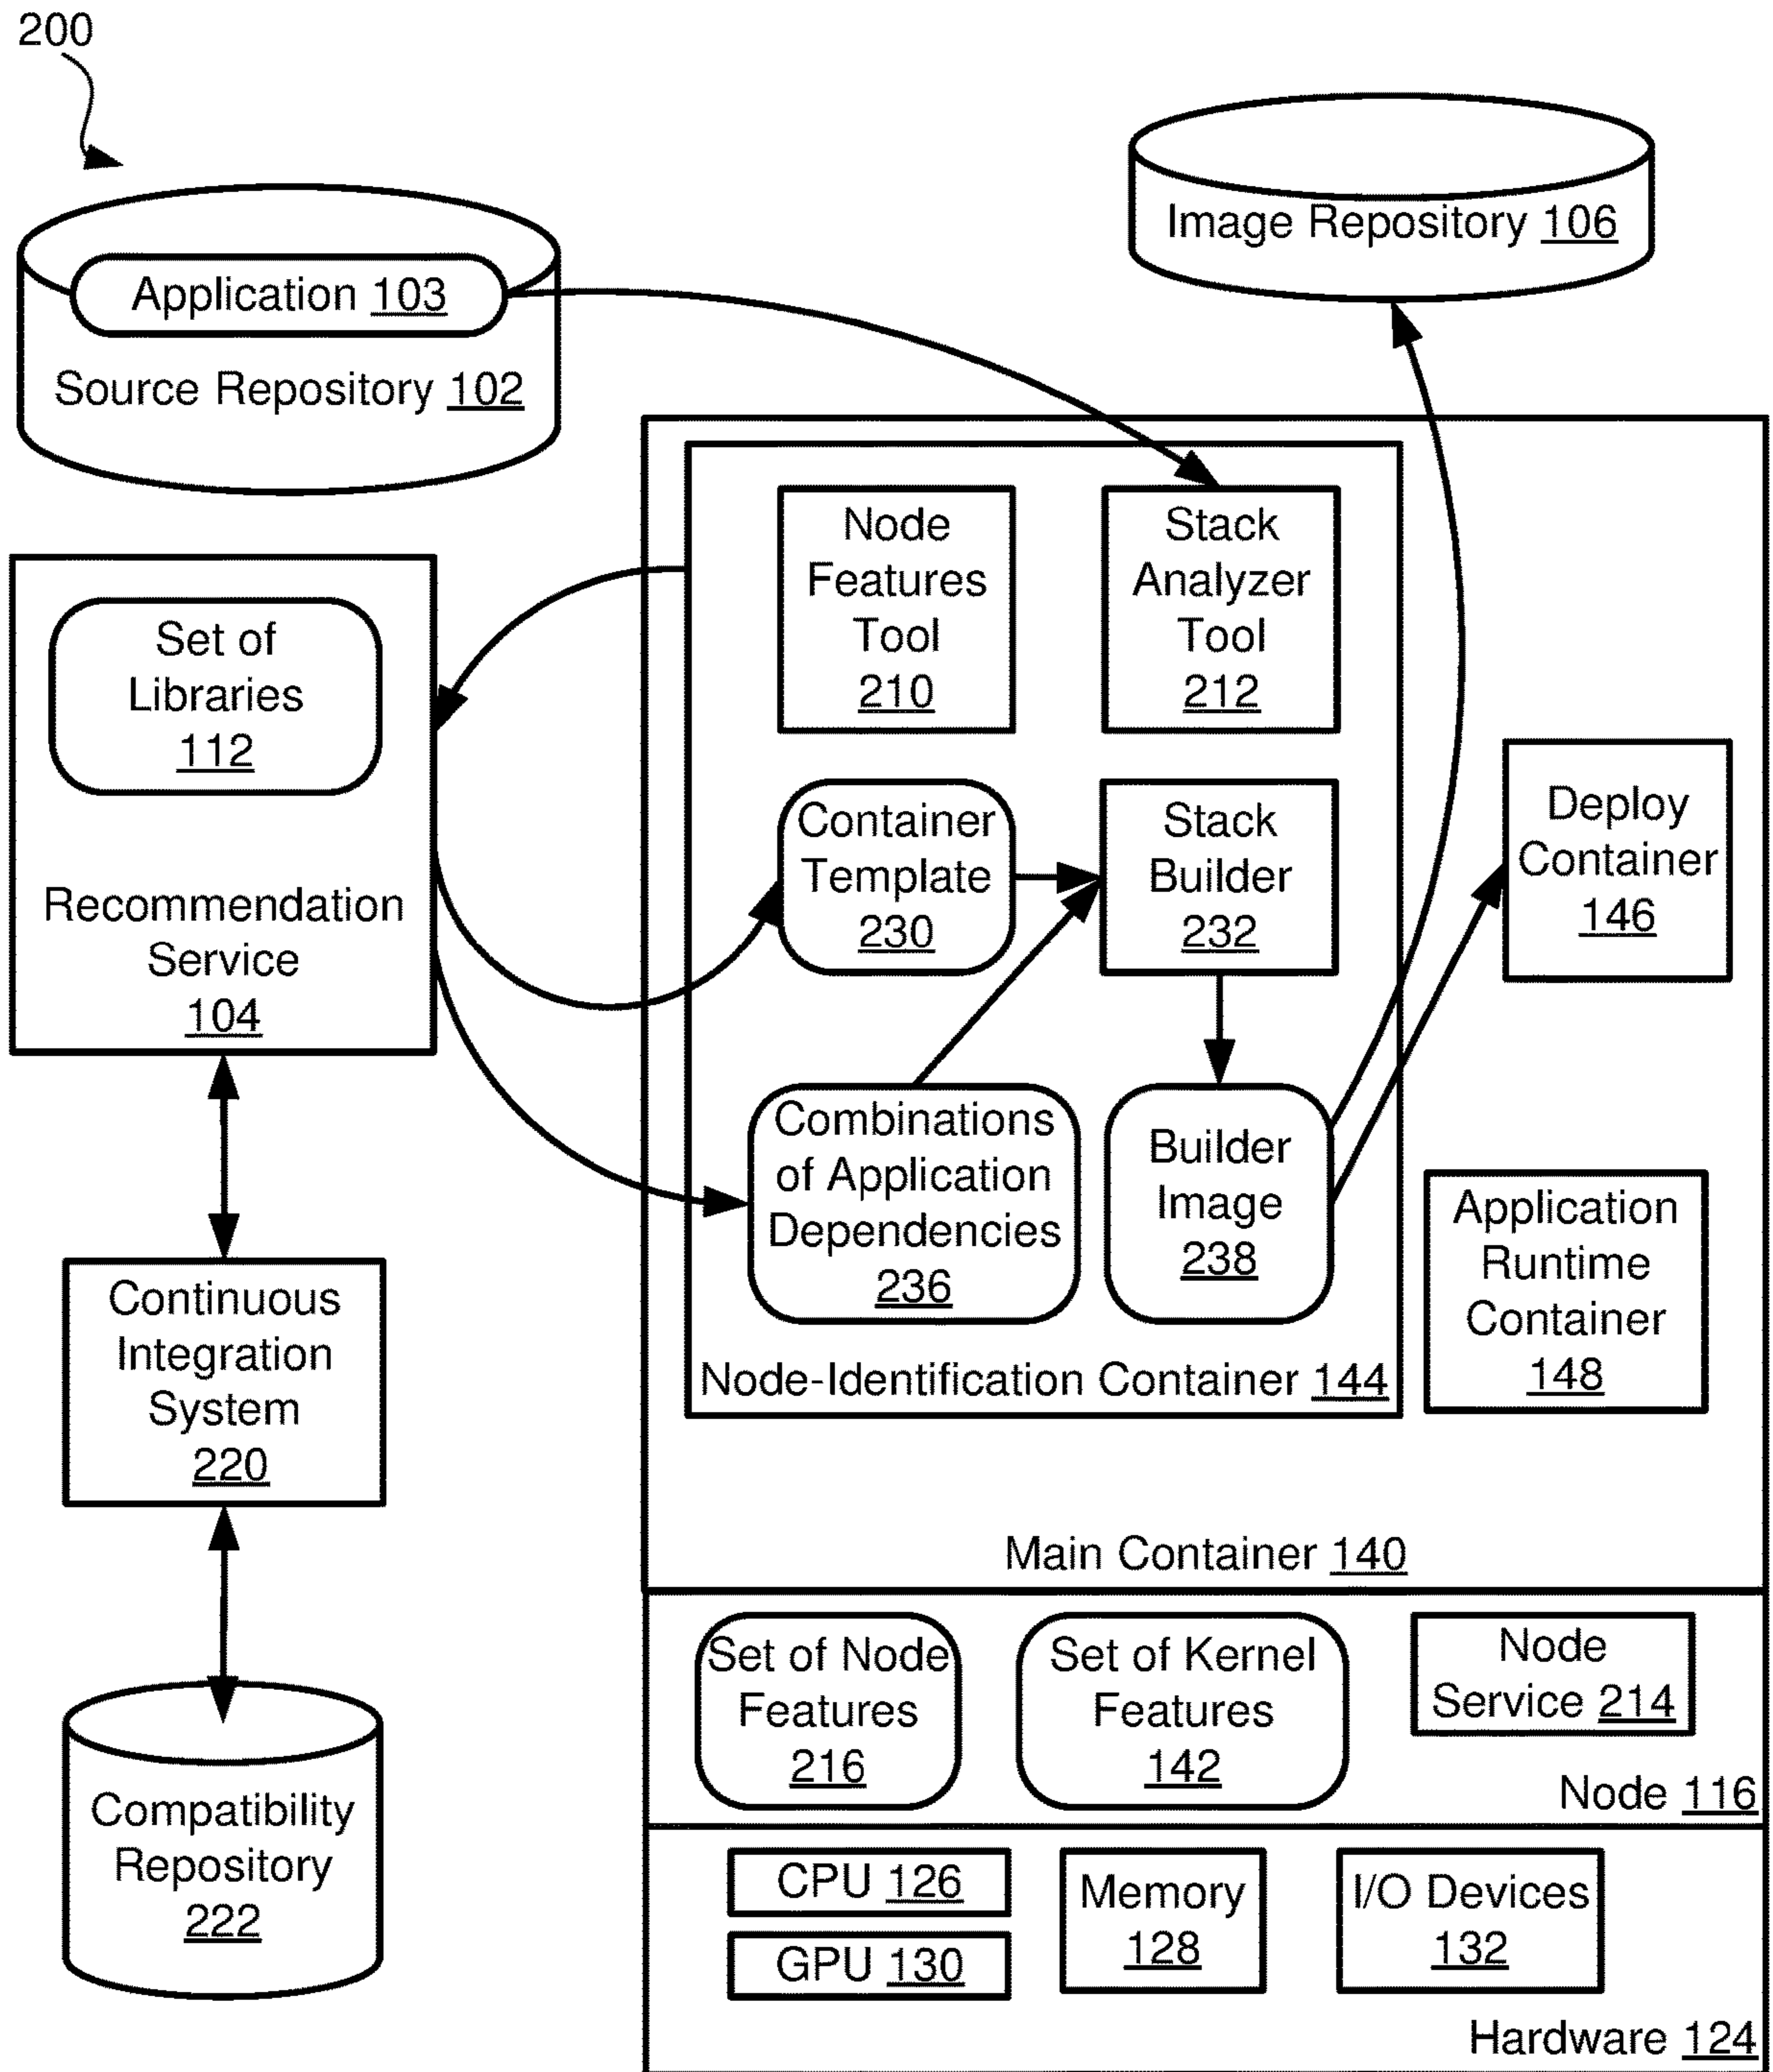 200
Image Repository 106
Application 103
Source Repository 102
Node
Features
Tool
210
Stack
Analyzer
Tool
212
Set of
Libraries
112
Recommendation
Service
104
Container
Template
230
Stack
Builder
232
Deploy
Container
146
Combinations
of Application
Dependencies
236
Builder
Image
238
Application
Runtime
Container
148
Node-Identification Container 144
Continuous
Integration
System
220
Main Container 140
Set of Node
Features
216
Set of Kernel
Features
142
Node
Service 214
Node 116
Compatibility
Repository
222
CPU 126
GPU 130
Memory
128
I/O Devices
132
Hardware 124